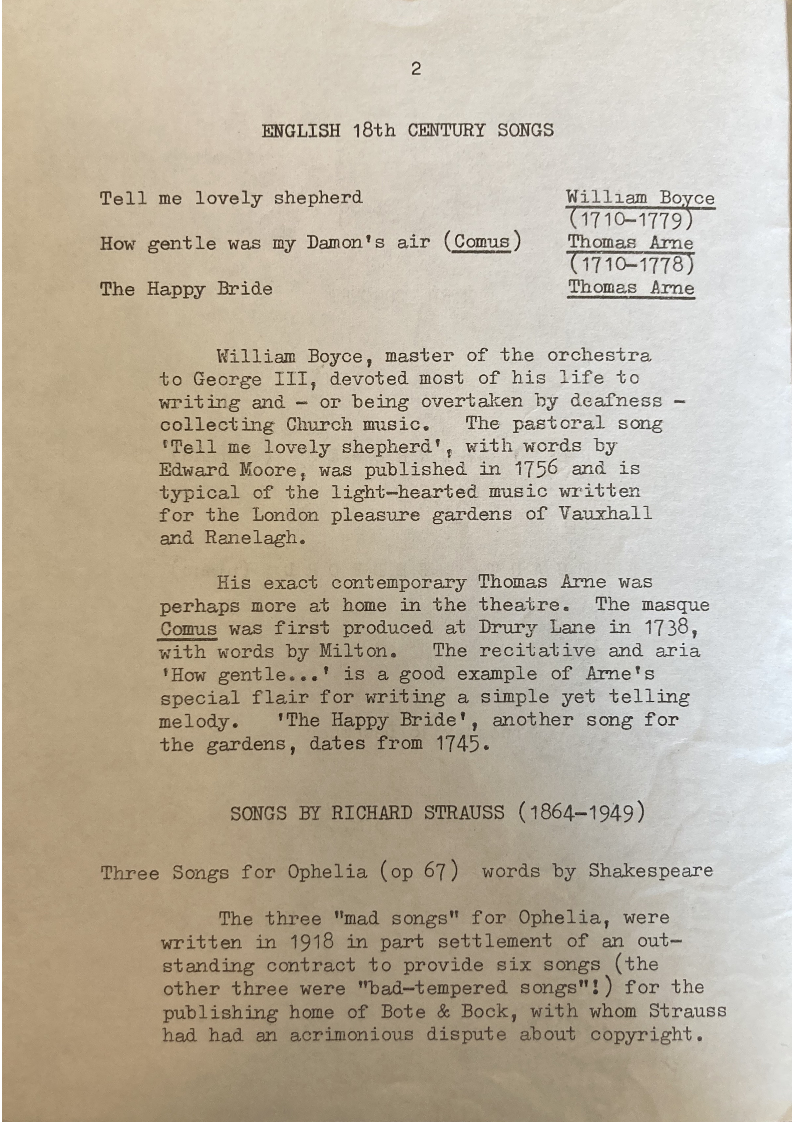 2
ENGLISH 18th CENTURY SONGS
Tell me lovely shepherd William Boyce
(1710-1779)
How gentle was my Damon's air (Comus) Thomas Arne
(1710-1778)
The Happy Bride Thomas Arne
William Boyce, master of the orchestra
to George III, devoted most of his life to
writing and - or being overtaken by deafness -
collecting Church music. The pastoral song
'Tell me lovely shepherd', with words by
Edward Moore, was published in 1756 and is
typical of the light-hearted music written
for the London pleasure gardens of Vauxhall
and Ranelagh.
His exact contemporary Thomas Arne was
perhaps more at home in the theatre. The masque
Comus was first produced at Drury Lane in 1738,
with words by Milton. The recitative and aria
'How gentle...' is a good example of Arne's
special flair for writing a simple yet telling
melody. 'The Happy Bride', another song for
the gardens, dates from 1745.
SONGS BY RICHARD STRAUSS (1864-1949)
Three Songs for Ophelia (op 67) words by Shakespeare
The three "mad songs" for Ophelia, were
written in 1918 in part settlement of an out-
standing contract to provide six songs (the
other three were "bad-tempered songs"!) for the
publishing home of Bote & Bock, with whom Strauss
had had an acrimonious dispute about copyright.